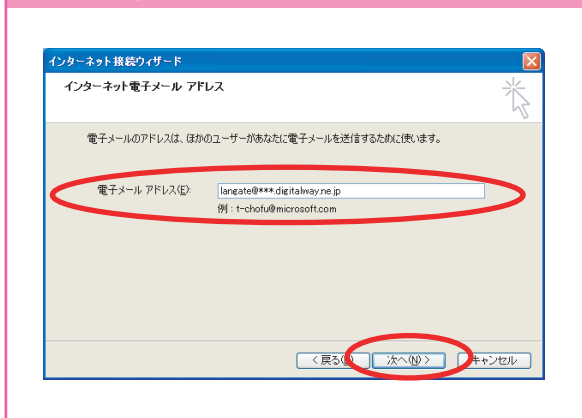 インターネット接続ウィザード
インターネット電子メール アドレス
電子メールのアドレスは、ほかのユーザーがあなたに電子メールを送信するために使います。
電子メール アドレス(E):
langate@***.digitalway.ne.jp
例 : t-chofu@microsoft.com
< 戻る(B) 次へ(N) > キャンセル